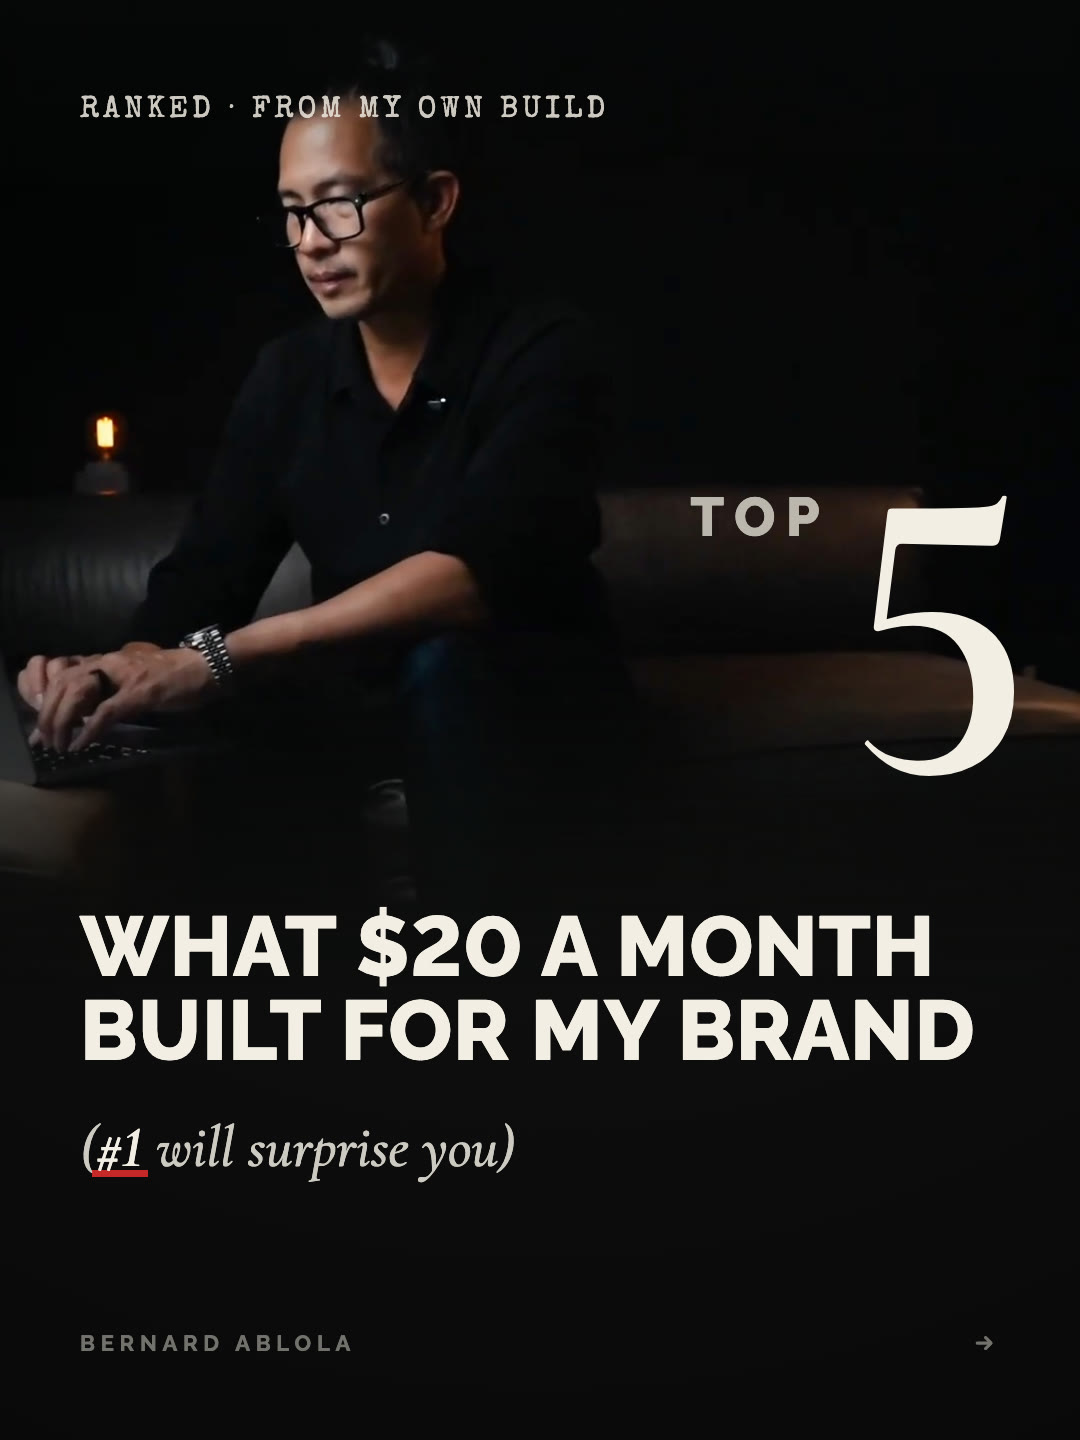 RANKED · FROM MY OWN BUILD
TOP 5
WHAT $20 A MONTH
BUILT FOR MY BRAND
(#1 will surprise you)
BERNARD ABLOLA →